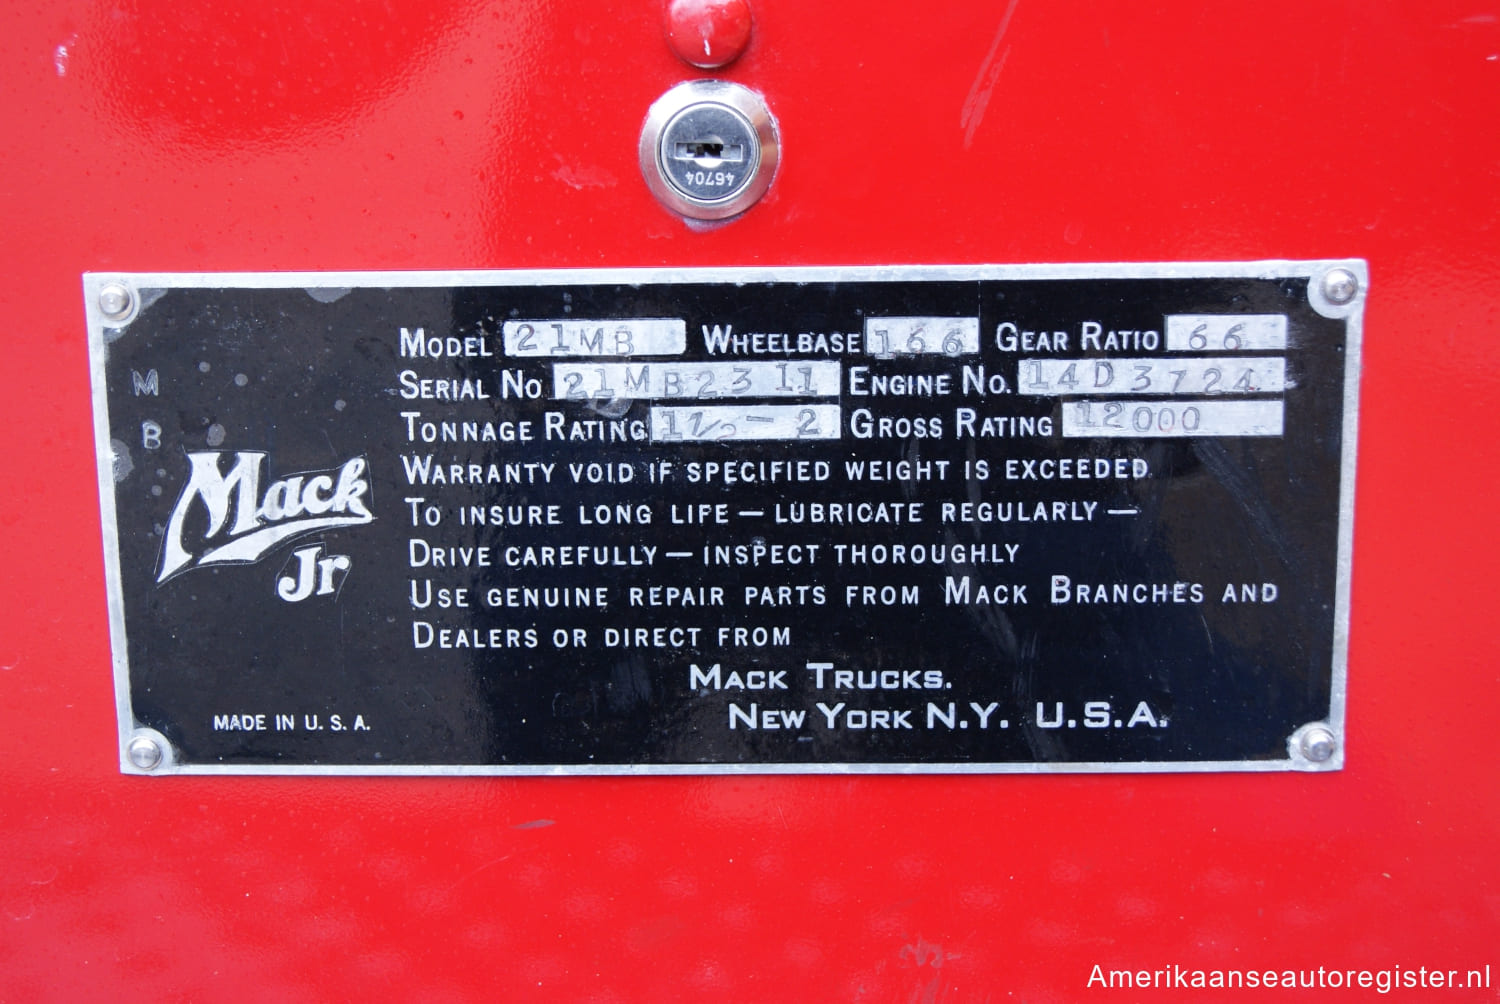 46704
MODEL 21MB WHEELBASE 166 GEAR RATIO 66
SERIAL NO 21MB2311 ENGINE NO. 14D3724
TONNAGE RATING 1½-2 GROSS RATING 12000
WARRANTY VOID IF SPECIFIED WEIGHT IS EXCEEDED
TO INSURE LONG LIFE — LUBRICATE REGULARLY —
DRIVE CAREFULLY — INSPECT THOROUGHLY
USE GENUINE REPAIR PARTS FROM MACK BRANCHES AND
DEALERS OR DIRECT FROM
MACK TRUCKS.
NEW YORK N.Y. U.S.A.
M
B
Mack
Jr
MADE IN U.S.A.
Amerikaanseautoregister.nl